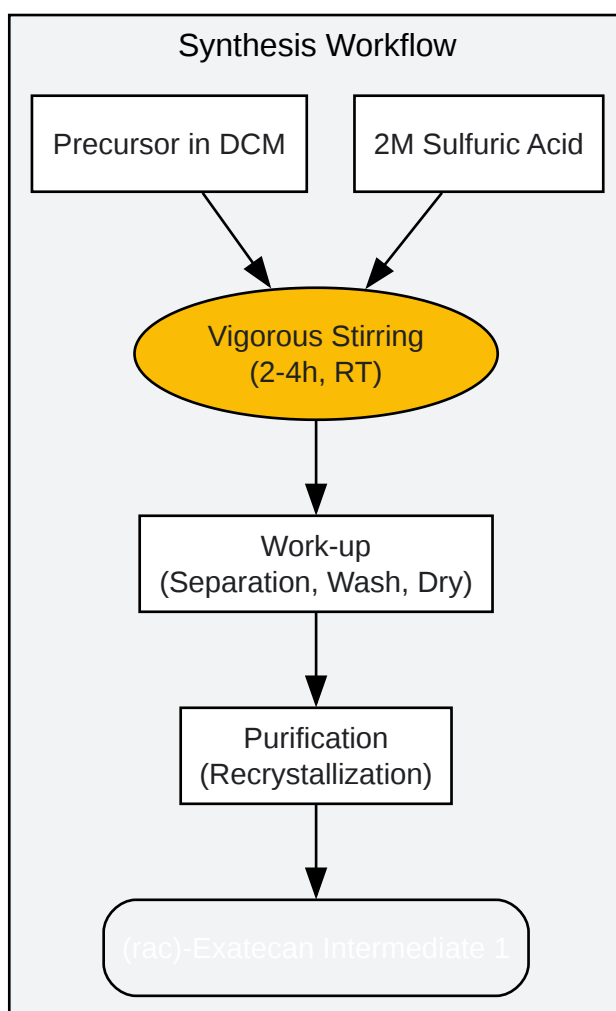 Synthesis Workflow
Precursor in DCM
2M Sulfuric Acid
Vigorous Stirring
(2-4h, RT)
Work-up
(Separation, Wash, Dry)
Purification
(Recrystallization)
(rac)-Exatecan Intermediate 1